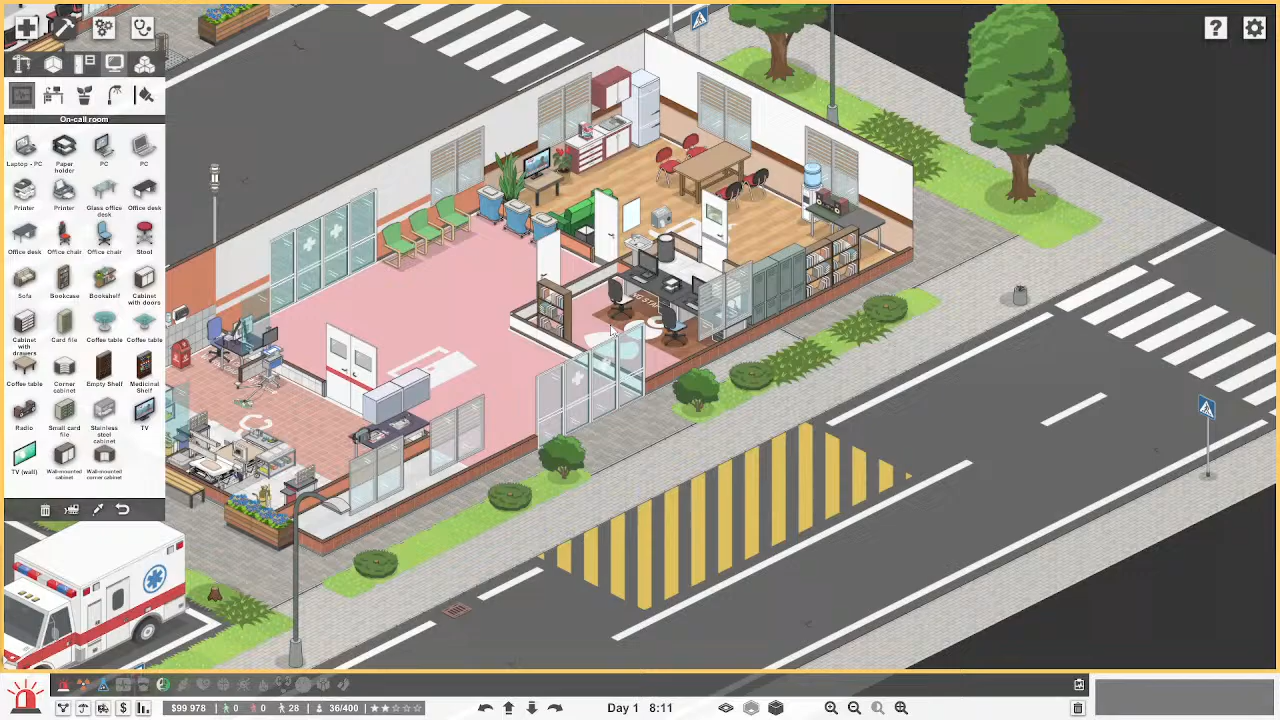 On-call room
Laptop - PC
Paper holder
PC
PC
Printer
Printer
Glass office desk
Office desk
Office desk
Office chair
Office chair
Stool
Sofa
Bookcase
Bookshelf
Cabinet with doors
Cabinet with drawers
Card file
Coffee table
Coffee table
Coffee table
Corner cabinet
Empty Shelf
Medicinal Shelf
Radio
Small card file
Stainless steel cabinet
TV
TV (wall)
Wall-mounted cabinet
Wall-mounted corner cabinet
?
$
$99 978
0
0
28
36/400
Day 1 8:11